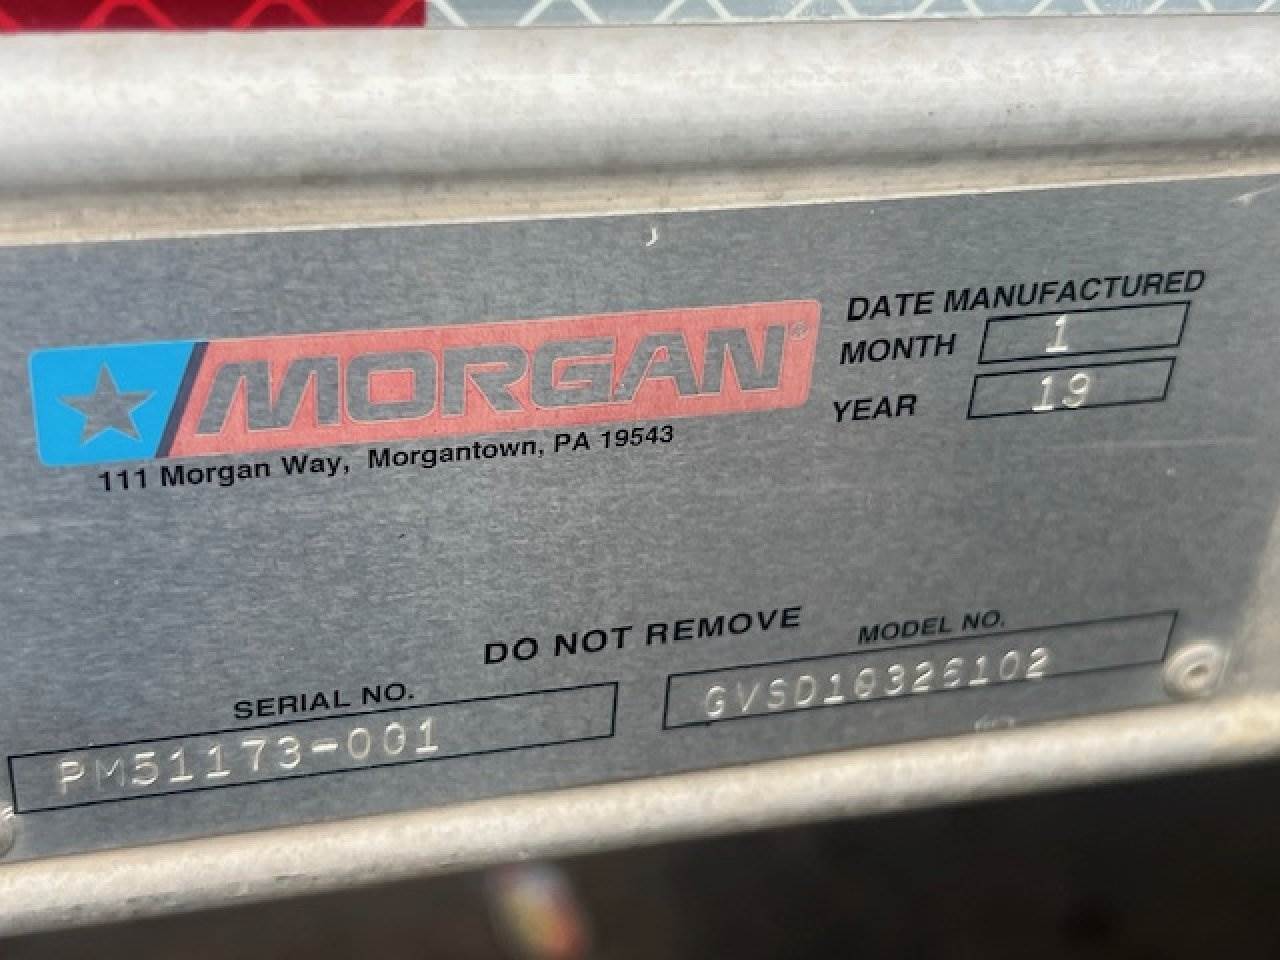 MORGAN®
111 Morgan Way, Morgantown, PA 19543
DATE MANUFACTURED
MONTH 1
YEAR 19
DO NOT REMOVE
SERIAL NO.
PM51173-001
MODEL NO.
GVSD10326102